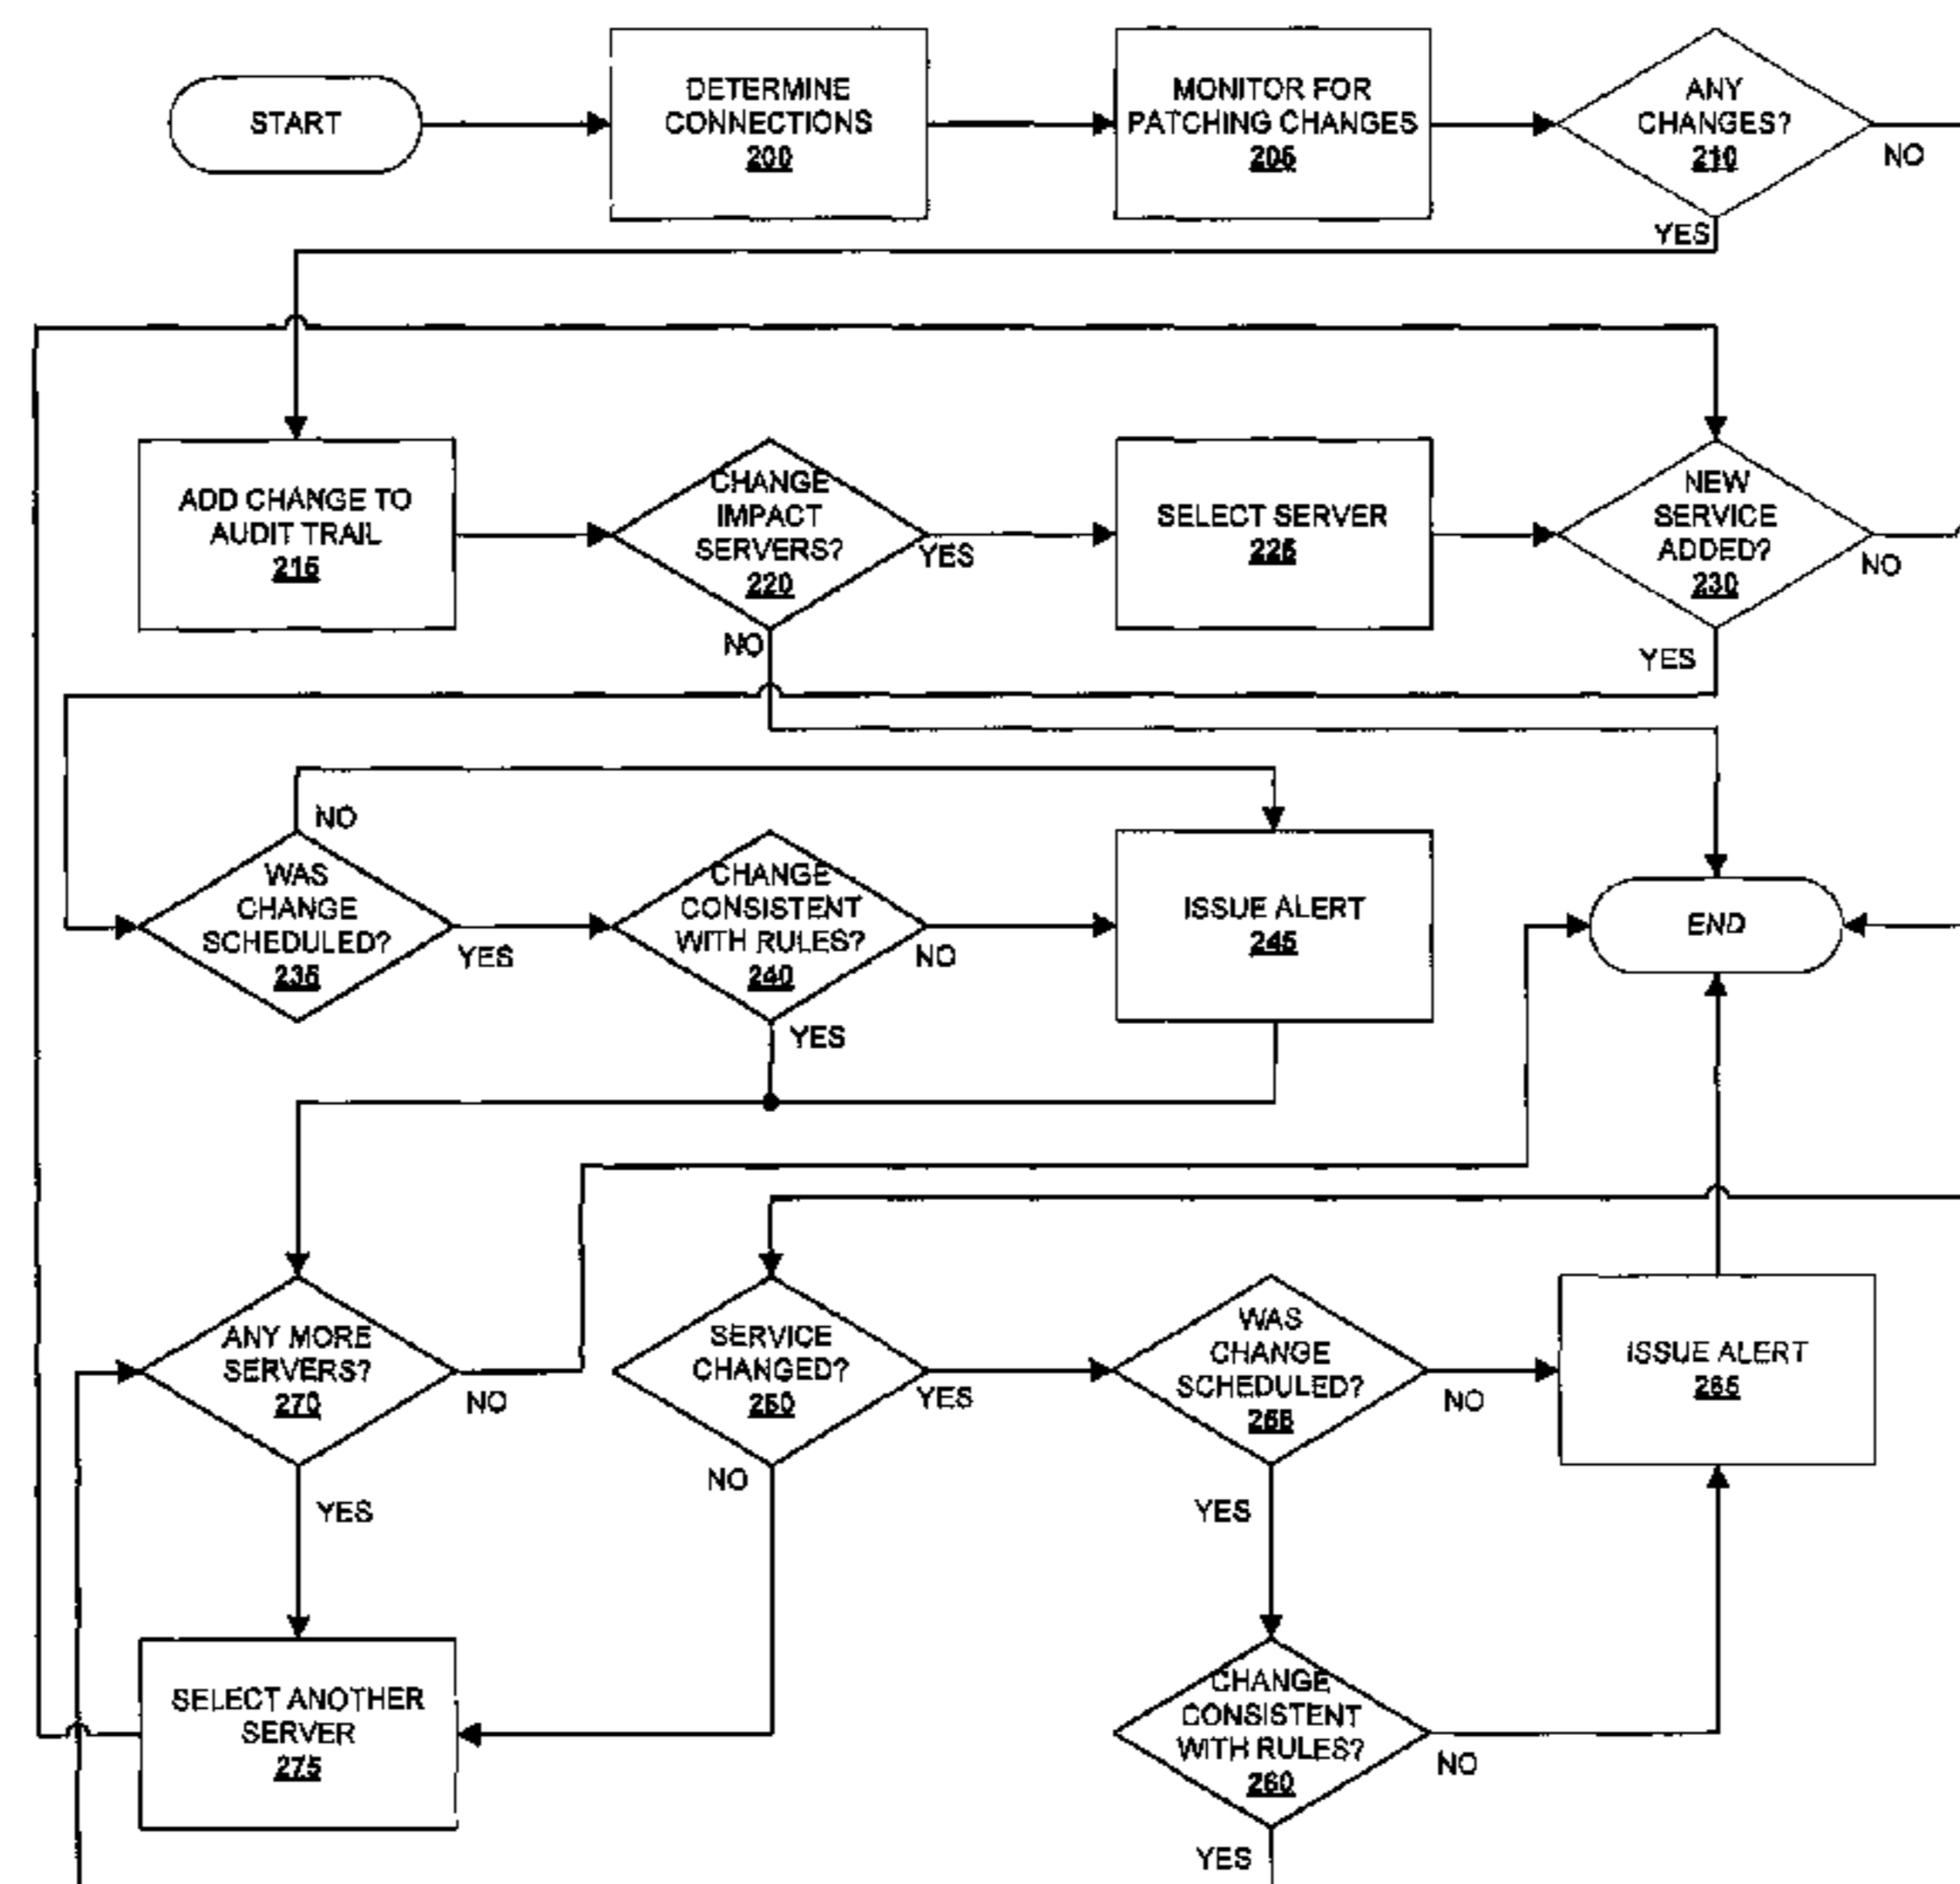 START
DETERMINE
CONNECTIONS
200
MONITOR FOR
PATCHING CHANGES
205
ANY
CHANGES?
210
NO
YES
ADD CHANGE TO
AUDIT TRAIL
215
CHANGE
IMPACT
SERVERS?
220
YES
NO
SELECT SERVER
225
NEW
SERVICE
ADDED?
230
NO
YES
NO
WAS
CHANGE
SCHEDULED?
235
YES
CHANGE
CONSISTENT
WITH RULES?
240
NO
YES
ISSUE ALERT
245
END
ANY MORE
SERVERS?
270
NO
YES
SERVICE
CHANGED?
250
YES
NO
WAS
CHANGE
SCHEDULED?
255
NO
YES
ISSUE ALERT
265
SELECT ANOTHER
SERVER
275
CHANGE
CONSISTENT
WITH RULES?
260
NO
YES